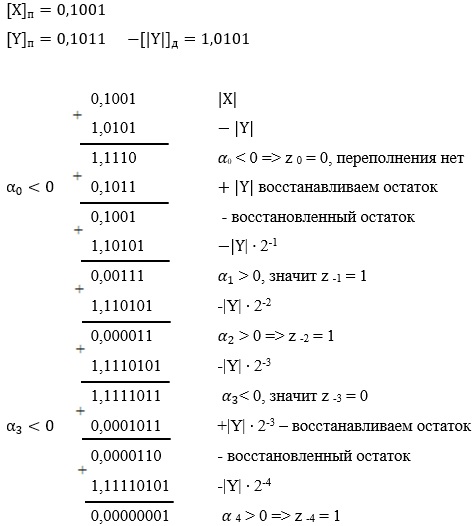 [X]п = 0,1001
[Y]п = 0,1011 −[|Y|]д = 1,0101
0,1001 |X|
+
1,0101 − |Y|
1,1110 α₀ < 0 => z ₀ = 0, переполнения нет
+
α₀ < 0 0,1011 + |Y| восстанавливаем остаток
0,1001 - восстановленный остаток
+
1,10101 −|Y| · 2⁻¹
0,00111 α₁ > 0, значит z ₋₁ = 1
+
1,110101 -|Y| · 2⁻²
0,000011 α₂ > 0 => z ₋₂ = 1
+
1,1110101 -|Y| · 2⁻³
1,1111011 α₃< 0, значит z ₋₃ = 0
+
α₃ < 0 0,0001011 +|Y| · 2⁻³ – восстанавливаем остаток
0,0000110 - восстановленный остаток
+
1,11110101 -|Y| · 2⁻⁴
0,00000001 α ₄ > 0 => z ₋₄ = 1